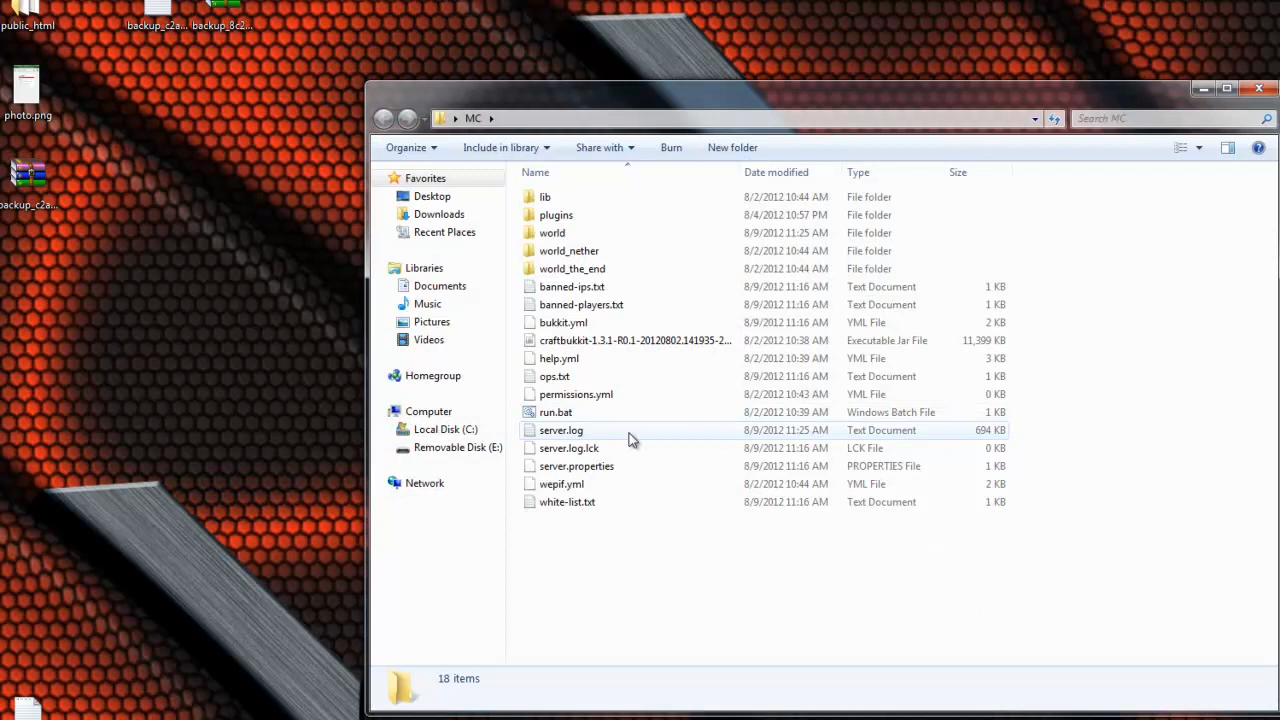 public_html
backup_c2a...
backup_8c2...
photo.png
backup_c2a...
MC
Search MC
Organize
Include in library
Share with
Burn
New folder
Name
Date modified
Type
Size
Favorites
Desktop
Downloads
Recent Places
Libraries
Documents
Music
Pictures
Videos
Homegroup
Computer
Local Disk (C:)
Removable Disk (E:)
Network
lib 8/2/2012 10:44 AM File folder
plugins 8/4/2012 10:57 PM File folder
world 8/9/2012 11:25 AM File folder
world_nether 8/2/2012 10:44 AM File folder
world_the_end 8/2/2012 10:44 AM File folder
banned-ips.txt 8/9/2012 11:16 AM Text Document 1 KB
banned-players.txt 8/9/2012 11:16 AM Text Document 1 KB
bukkit.yml 8/9/2012 11:16 AM YML File 2 KB
craftbukkit-1.3.1-R0.1-20120802.141935-2... 8/2/2012 10:38 AM Executable Jar File 11,399 KB
help.yml 8/2/2012 10:39 AM YML File 3 KB
ops.txt 8/9/2012 11:16 AM Text Document 1 KB
permissions.yml 8/2/2012 10:43 AM YML File 0 KB
run.bat 8/2/2012 10:39 AM Windows Batch File 1 KB
server.log 8/9/2012 11:25 AM Text Document 694 KB
server.log.lck 8/9/2012 11:16 AM LCK File 0 KB
server.properties 8/9/2012 11:16 AM PROPERTIES File 1 KB
wepif.yml 8/2/2012 10:44 AM YML File 2 KB
white-list.txt 8/9/2012 11:16 AM Text Document 1 KB
18 items